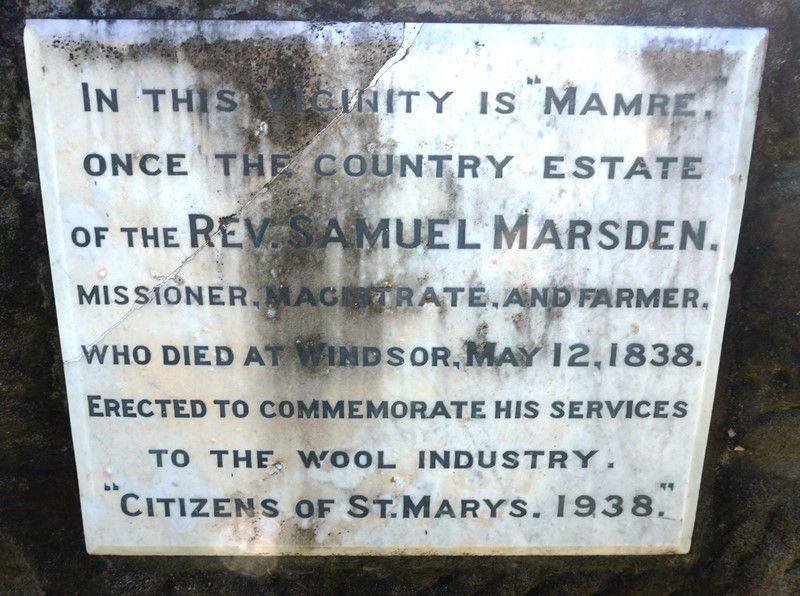 IN THIS VICINITY IS "MAMRE,"
ONCE THE COUNTRY ESTATE
OF THE REV. SAMUEL MARSDEN.
MISSIONER, MAGISTRATE, AND FARMER,
WHO DIED AT WINDSOR, MAY 12, 1838.
ERECTED TO COMMEMORATE HIS SERVICES
TO THE WOOL INDUSTRY.
"CITIZENS OF ST. MARYS. 1938."